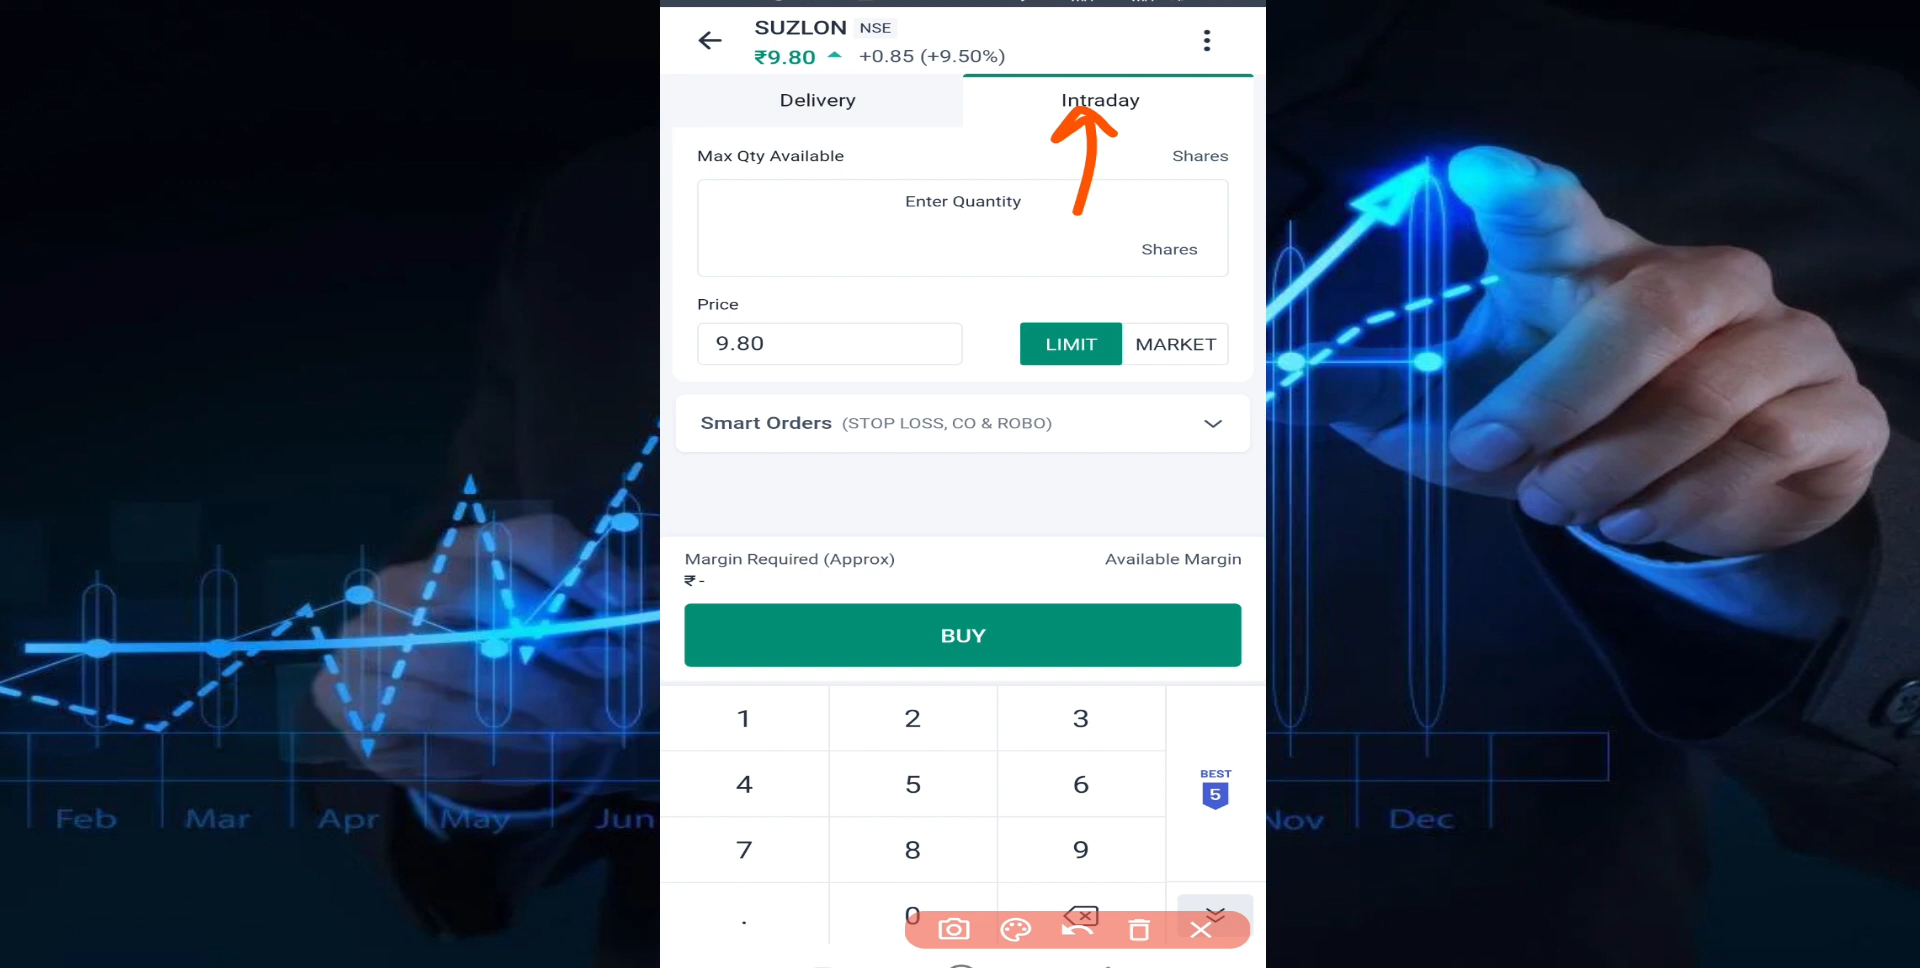 SUZLON NSE
₹9.80 +0.85 (+9.50%)
Delivery Intraday
Max Qty Available Shares
Enter Quantity
Shares
Price
9.80 LIMIT MARKET
Smart Orders (STOP LOSS, CO & ROBO)
Margin Required (Approx) Available Margin
₹ -
BUY
1 2 3
4 5 6
BEST
5
7 8 9
. 0
Feb Mar Apr May Jun Nov Dec